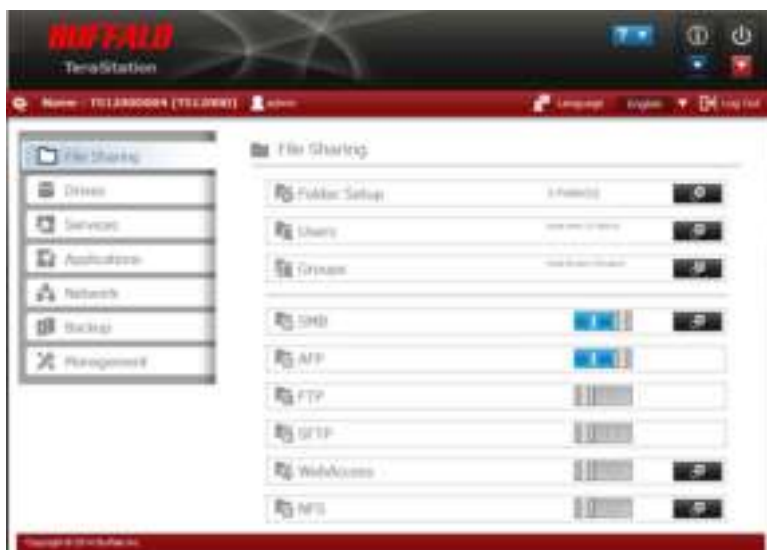 BUFFALO
TeraStation
Name
admin
Language
English
Log Out
File Sharing
Drives
Services
Applications
Network
Backup
Management
File Sharing
Folder Setup
Users
Groups
SMB
AFP
FTP
SFTP
WebAccess
NFS